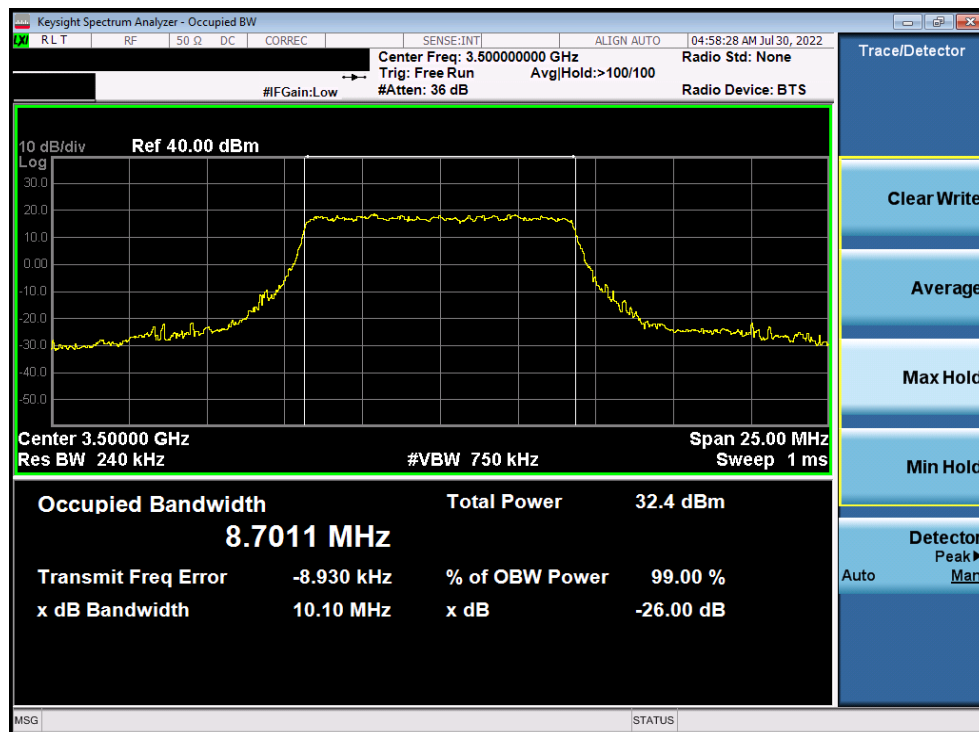 Keysight Spectrum Analyzer - Occupied BW
LXI RLT RF 50 Ω DC CORREC SENSE:INT ALIGN AUTO 04:58:28 AM Jul 30, 2022
Center Freq: 3.500000000 GHz Radio Std: None
Trig: Free Run Avg|Hold:>100/100
#IFGain:Low #Atten: 36 dB Radio Device: BTS
10 dB/div Ref 40.00 dBm
Log
30.0
20.0
10.0
0.00
-10.0
-20.0
-30.0
-40.0
-50.0
Center 3.50000 GHz Span 25.00 MHz
Res BW 240 kHz #VBW 750 kHz Sweep 1 ms
Occupied Bandwidth Total Power 32.4 dBm
8.7011 MHz
Transmit Freq Error -8.930 kHz % of OBW Power 99.00 %
x dB Bandwidth 10.10 MHz x dB -26.00 dB
MSG STATUS
Trace/Detector
Clear Write
Average
Max Hold
Min Hold
Detector
Peak▶
Auto Man